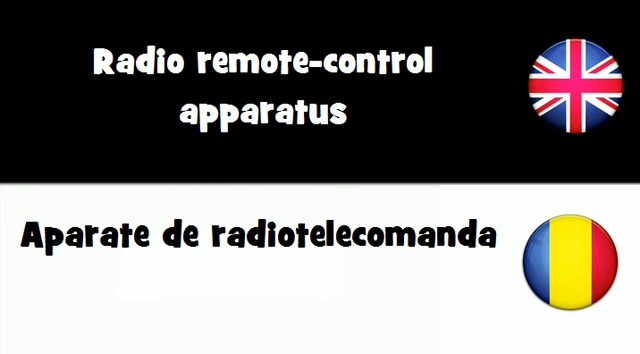 Radio remote-control
apparatus
Aparate de radiotelecomanda